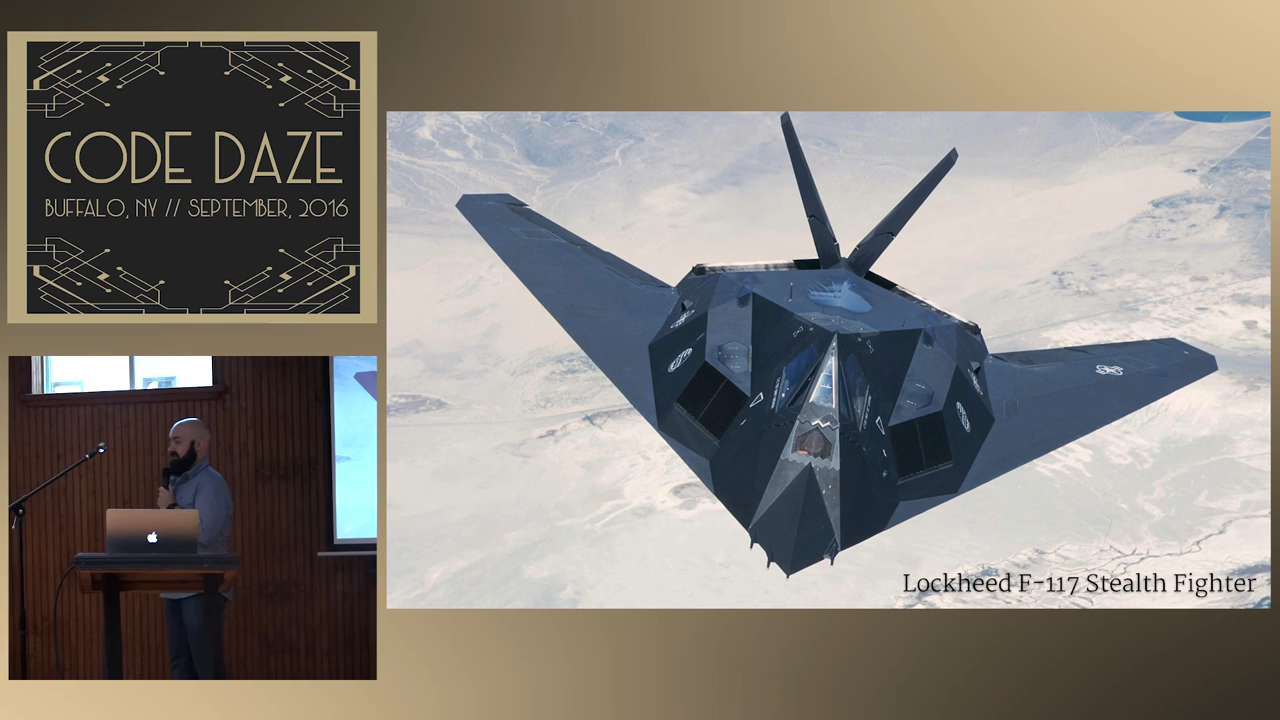 CODE DAZE
BUFFALO, NY // SEPTEMBER, 2016
Lockheed F-117 Stealth Fighter